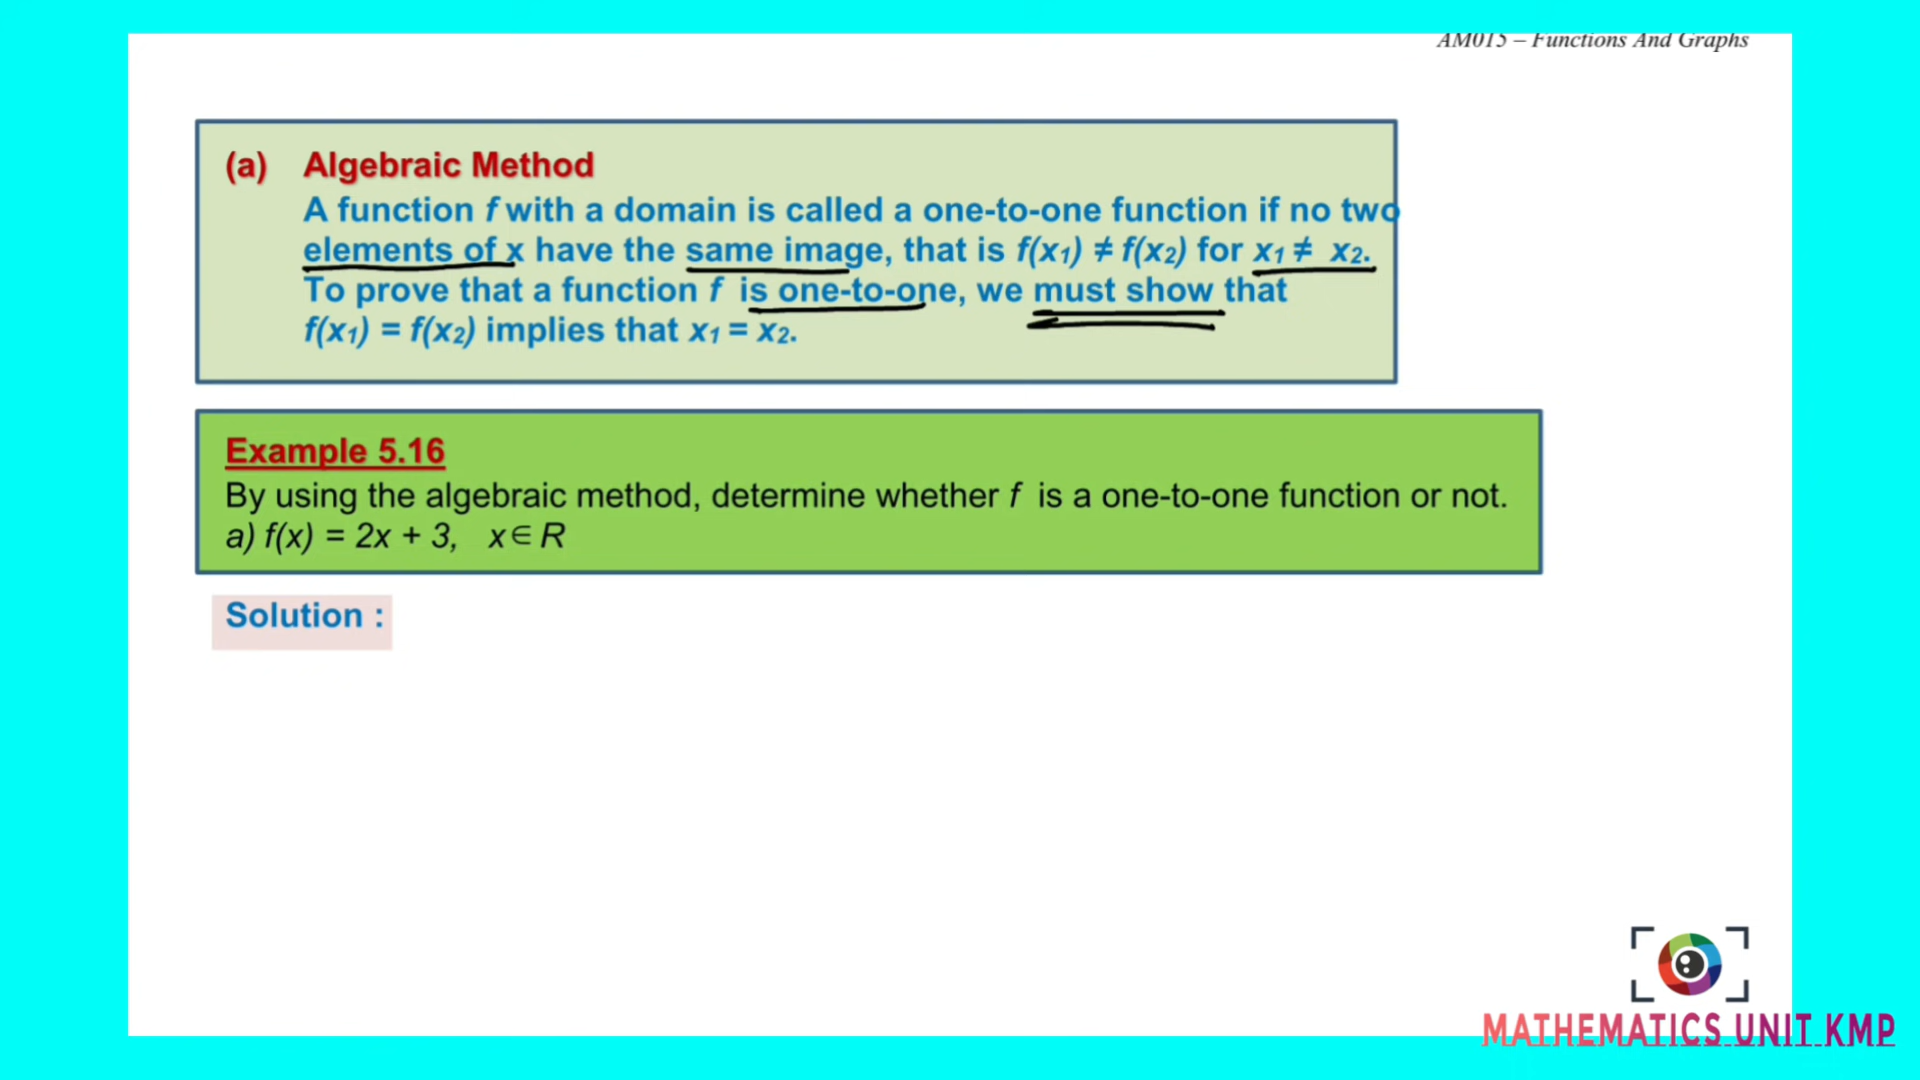 AM015 – Functions And Graphs
(a) Algebraic Method
A function f with a domain is called a one-to-one function if no two
elements of x have the same image, that is f(x₁) ≠ f(x₂) for x₁ ≠ x₂.
To prove that a function f is one-to-one, we must show that
f(x₁) = f(x₂) implies that x₁ = x₂.
Example 5.16
By using the algebraic method, determine whether f is a one-to-one function or not.
a) f(x) = 2x + 3, x∈ R
Solution :
MATHEMATICS UNIT KMP